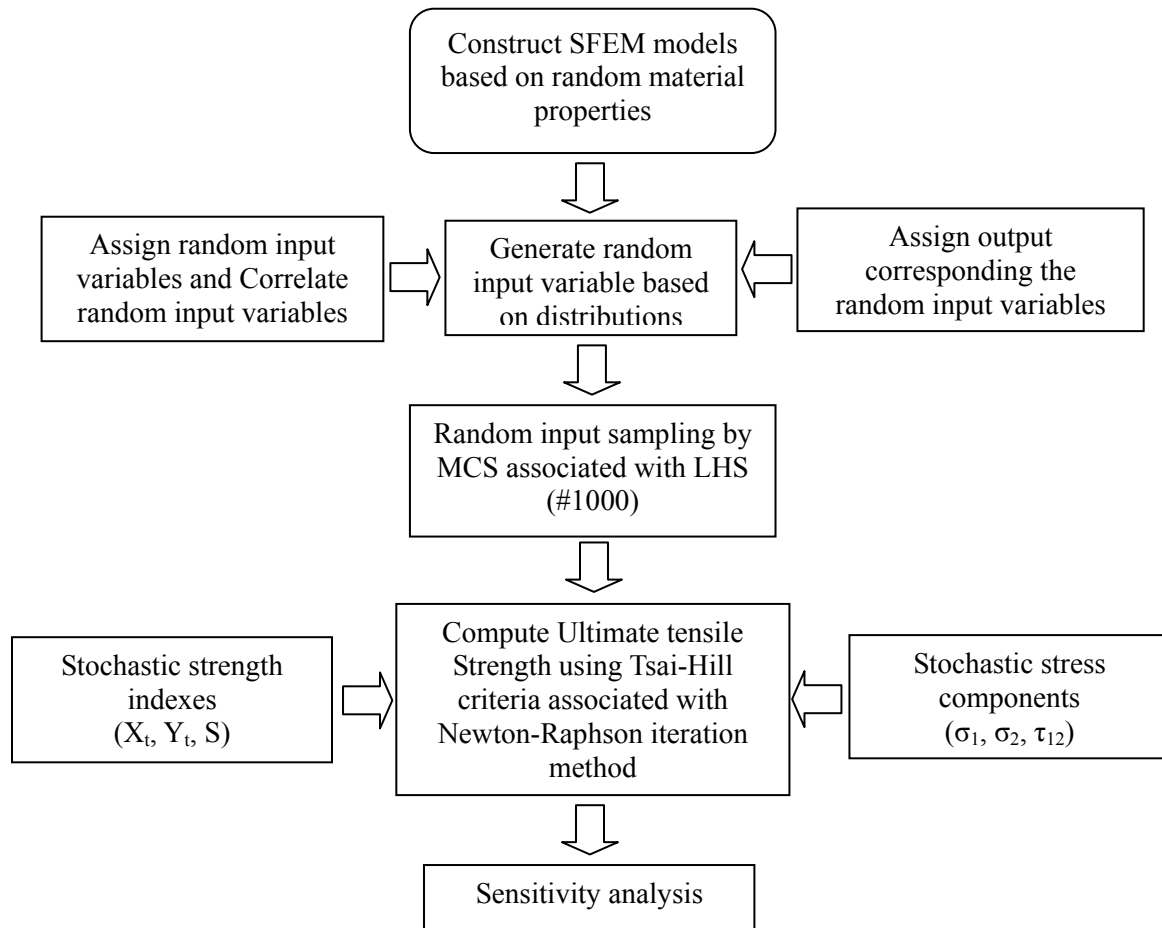 Construct SFEM models
based on random material
properties
Assign random input
variables and Correlate
random input variables
Generate random
input variable based
on distributions
Assign output
corresponding the
random input variables
Random input sampling by
MCS associated with LHS
(#1000)
Stochastic strength
indexes
(Xₜ, Yₜ, S)
Compute Ultimate tensile
Strength using Tsai-Hill
criteria associated with
Newton-Raphson iteration
method
Stochastic stress
components
(σ₁, σ₂, τ₁₂)
Sensitivity analysis